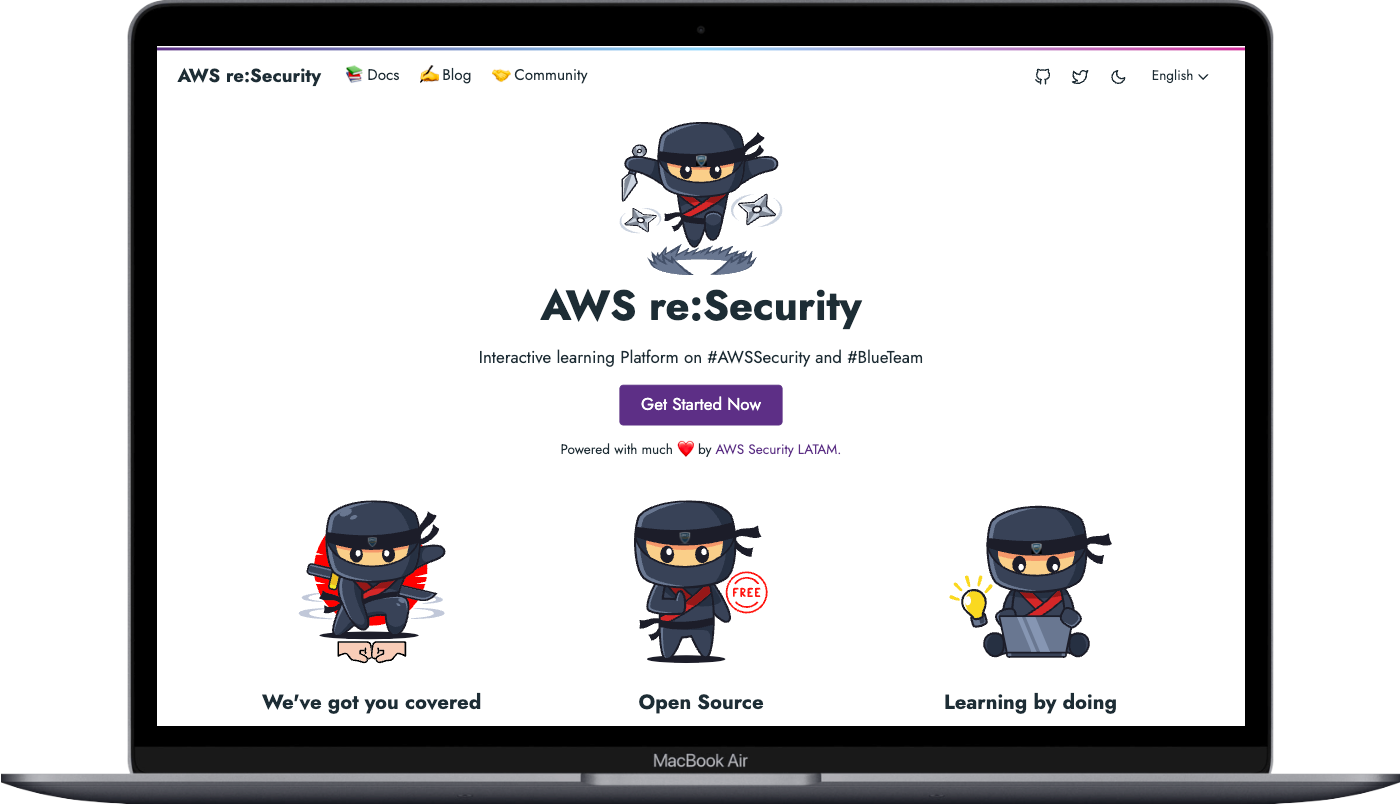 AWS re:Security 📚 Docs ✍️ Blog 🤝 Community English
AWS re:Security
Interactive learning Platform on #AWSSecurity and #BlueTeam
Get Started Now
Powered with much ❤️ by AWS Security LATAM.
FREE
We've got you covered Open Source Learning by doing
MacBook Air